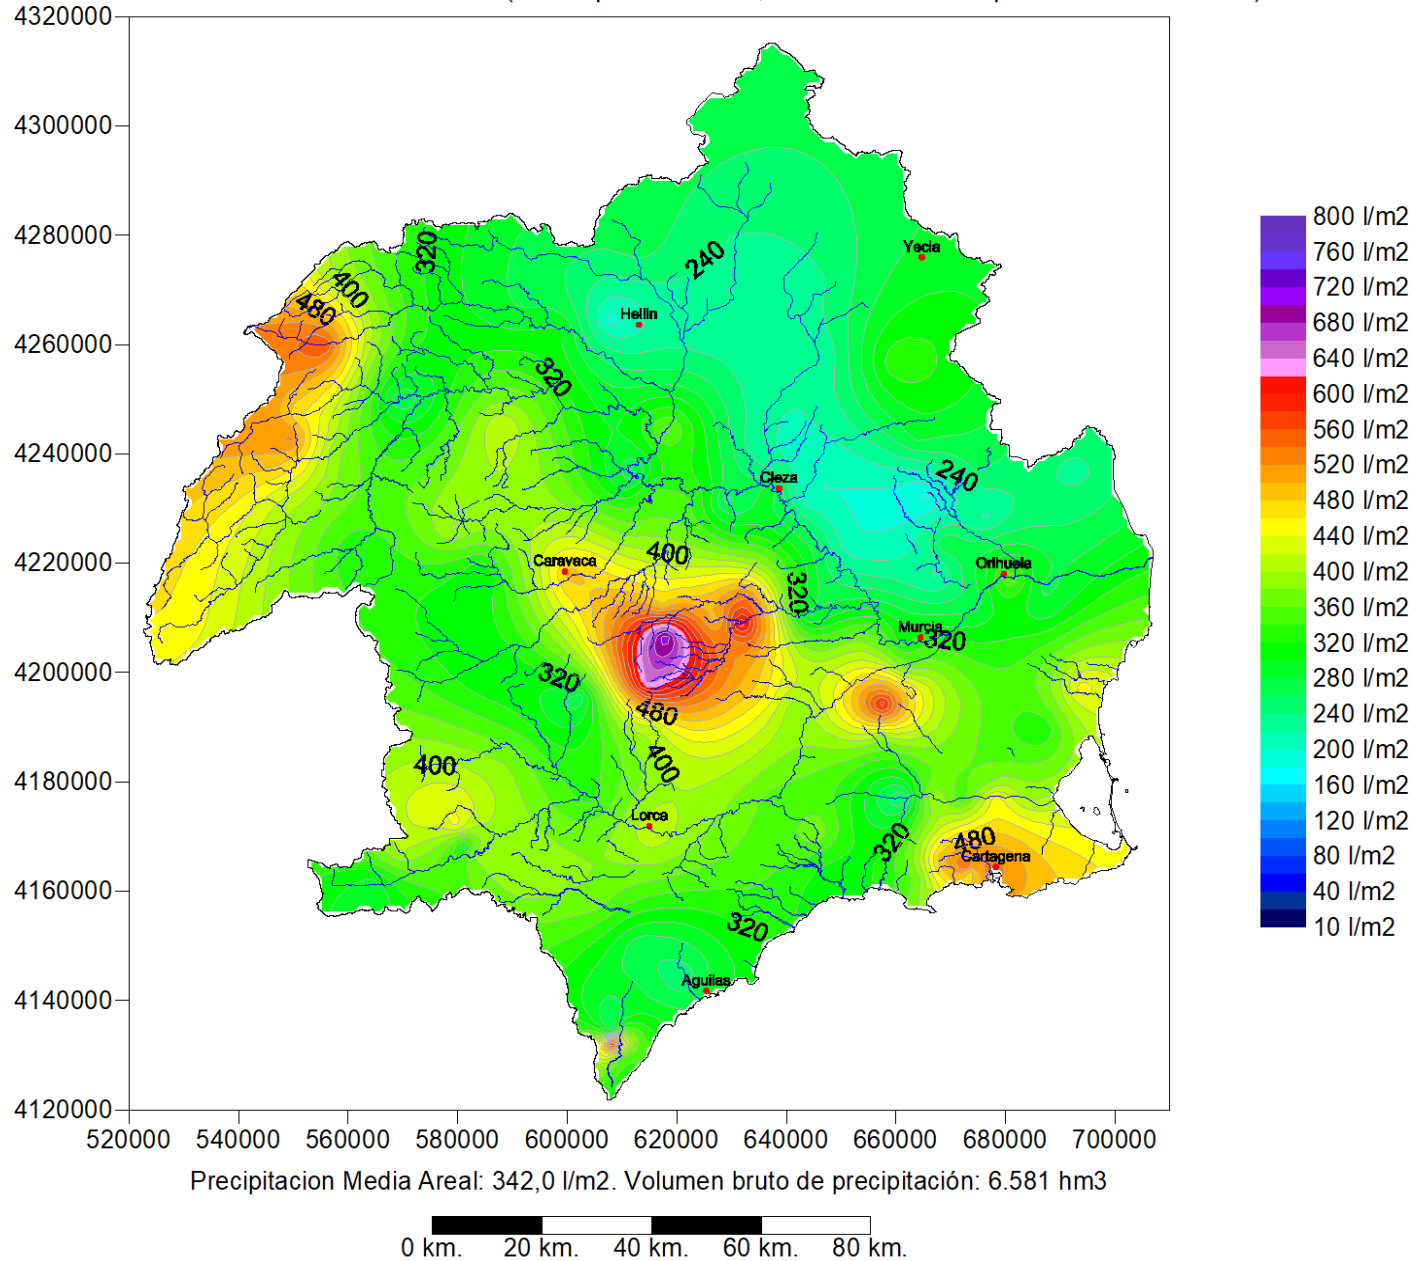 4320000
4300000
4280000
4260000
4240000
4220000
4200000
4180000
4160000
4140000
4120000
520000 540000 560000 580000 600000 620000 640000 660000 680000 700000
320
400
480
240
Yecla
Hellin
320
240
Cieza
400
Caravaca
Orihuela
320
Murcia
320
320
480
400
400
Lorca
320
480
Cartagena
320
Aguilas
800 l/m2
760 l/m2
720 l/m2
680 l/m2
640 l/m2
600 l/m2
560 l/m2
520 l/m2
480 l/m2
440 l/m2
400 l/m2
360 l/m2
320 l/m2
280 l/m2
240 l/m2
200 l/m2
160 l/m2
120 l/m2
80 l/m2
40 l/m2
10 l/m2
Precipitacion Media Areal: 342,0 l/m2. Volumen bruto de precipitación: 6.581 hm3
0 km. 20 km. 40 km. 60 km. 80 km.